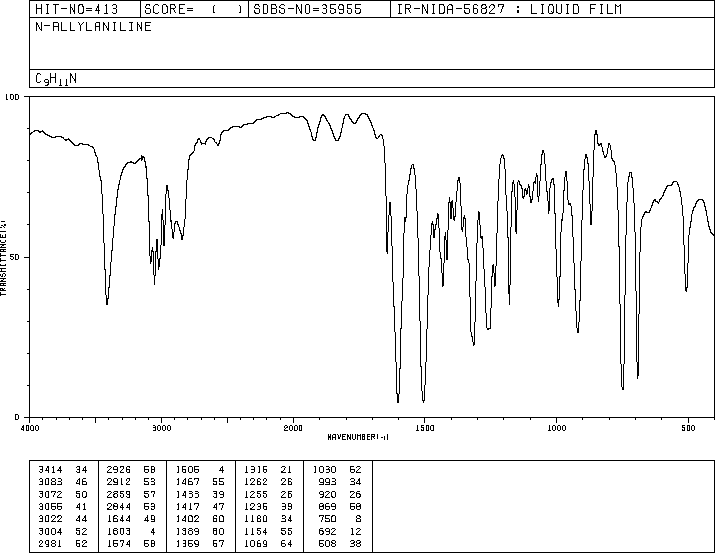 HIT-NO=413 SCORE= ( ) SDBS-NO=35955 IR-NIDA-56827 : LIQUID FILM
N-ALLYLANILINE
C9H11N
100
50
0
TRANSMITTANCE(%)
4000 3000 2000 1500 1000 500
WAVENUMBER(-1)
3414 34 2926 58 1505 4 1315 21 1030 62
3083 46 2912 53 1467 55 1262 26 993 34
3072 50 2859 57 1433 39 1255 26 920 26
3055 41 2844 53 1417 47 1235 39 869 58
3022 44 1644 49 1402 60 1180 34 750 8
3004 52 1603 4 1389 60 1154 55 692 12
2981 52 1574 58 1359 57 1069 64 508 38